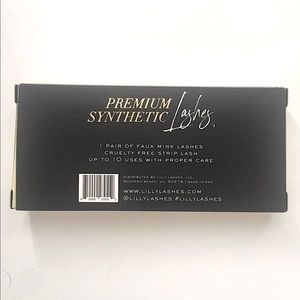 PREMIUM
SYNTHETIC Lashes
1 PAIR OF FAUX MINK LASHES
CRUELTY FREE STRIP LASH
UP TO 10 USES WITH PROPER CARE
DISTRIBUTED BY LILLY LASHES, LLC.
REDONDO BEACH, CA. 90278 | MADE IN PRC
WWW.LILLYLASHES.COM
@LILLYLASHES #LILLYLASHES